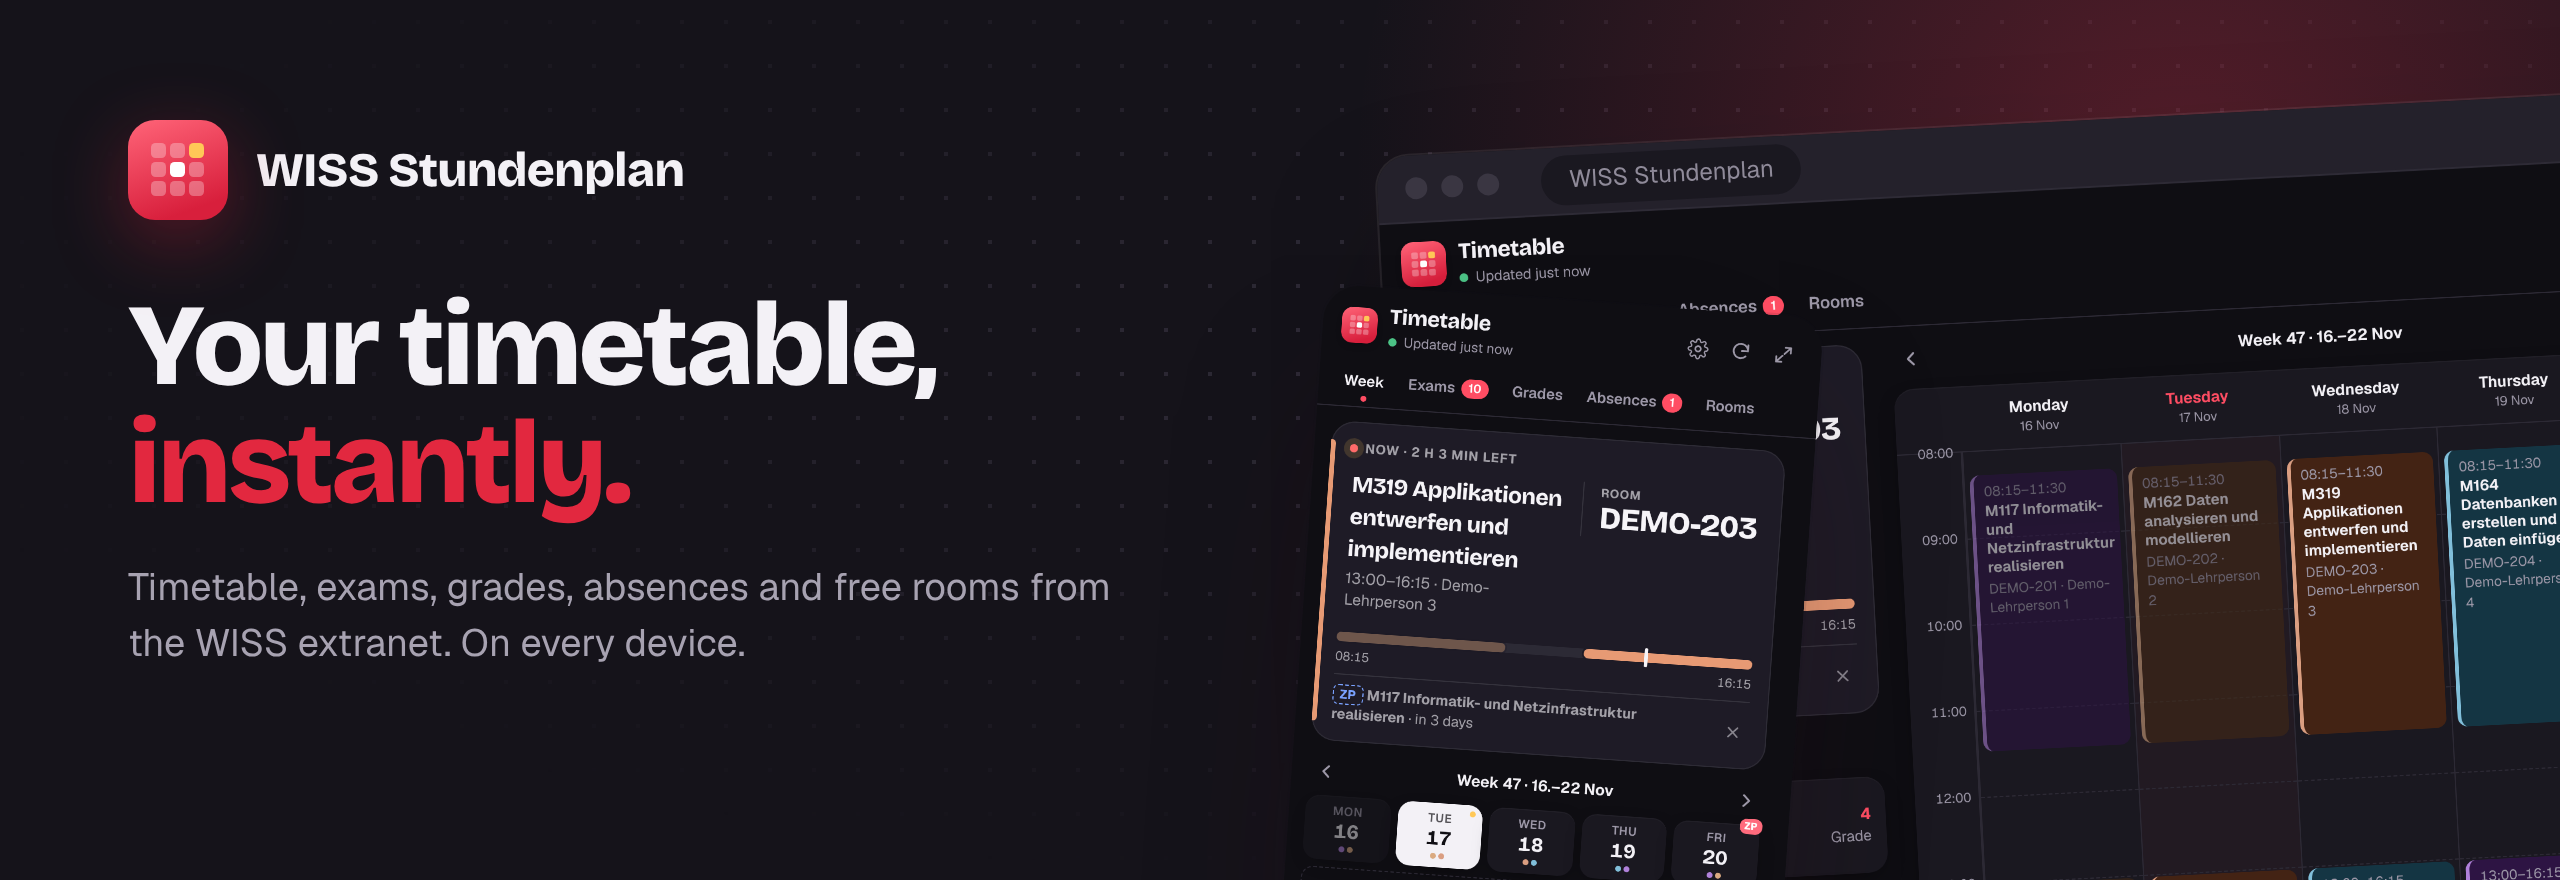 WISS Stundenplan
Your timetable,
instantly.
Timetable, exams, grades, absences and free rooms from
the WISS extranet. On every device.
WISS Stundenplan
Timetable
Updated just now
Absences 1 Rooms
Timetable
Updated just now
Week Exams 10 Grades Absences 1 Rooms
NOW · 2 H 3 MIN LEFT
M319 Applikationen
entwerfen und
implementieren
13:00–16:15 · Demo-
Lehrperson 3
ROOM
DEMO-203
08:15
16:15
ZP M117 Informatik- und Netzinfrastruktur
realisieren · in 3 days
Week 47 · 16.–22 Nov
MON
16
TUE
17
WED
18
THU
19
FRI
20
ZP
03
16:15
4
Grade
Week 47 · 16.–22 Nov
Monday
16 Nov
Tuesday
17 Nov
Wednesday
18 Nov
Thursday
19 Nov
08:00
09:00
10:00
11:00
12:00
08:15–11:30
M117 Informatik-
und
Netzinfrastruktur
realisieren
DEMO-201 · Demo-
Lehrperson 1
08:15–11:30
M162 Daten
analysieren und
modellieren
DEMO-202 ·
Demo-Lehrperson
2
08:15–11:30
M319
Applikationen
entwerfen und
implementieren
DEMO-203 ·
Demo-Lehrperson
3
08:15–11:30
M164
Datenbanken
erstellen und
Daten einfüge
DEMO-204 ·
Demo-Lehrpers
4
13:00–16:15